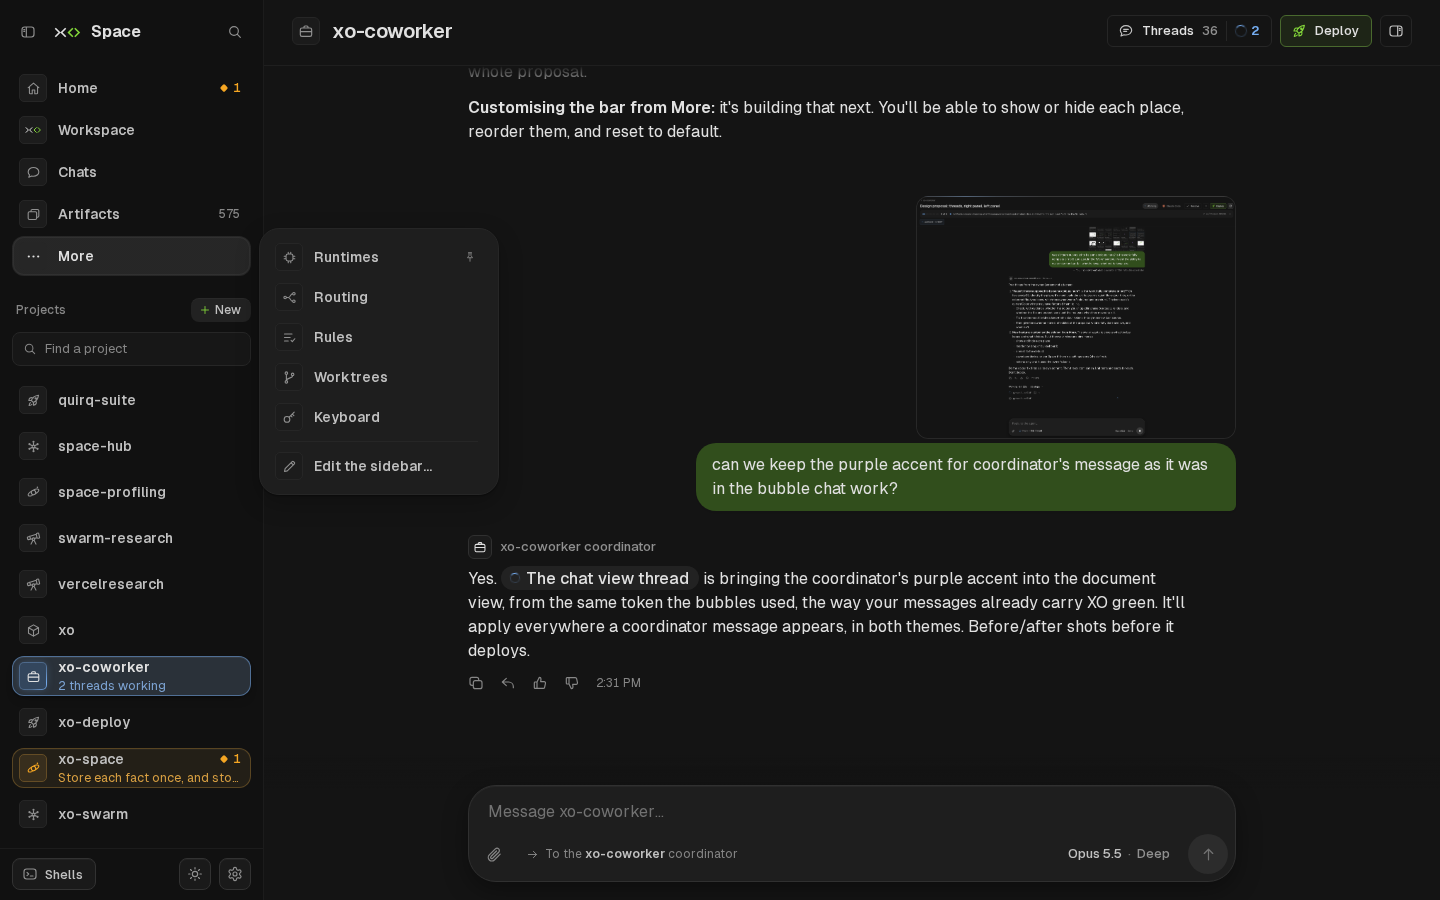 Space
Home
1
Workspace
Chats
Artifacts
575
More
Projects
New
Find a project
quirq-suite
space-hub
space-profiling
swarm-research
vercelresearch
xo
xo-coworker
2 threads working
xo-deploy
xo-space
1
Store each fact once, and sto…
xo-swarm
Shells
Runtimes
Routing
Rules
Worktrees
Keyboard
Edit the sidebar…
xo-coworker
Threads 36
2
Deploy
whole proposal.
Customising the bar from More: it's building that next. You'll be able to show or hide each place,
reorder them, and reset to default.
can we keep the purple accent for coordinator's message as it was
in the bubble chat work?
xo-coworker coordinator
Yes. The chat view thread is bringing the coordinator's purple accent into the document
view, from the same token the bubbles used, the way your messages already carry XO green. It'll
apply everywhere a coordinator message appears, in both themes. Before/after shots before it
deploys.
2:31 PM
Message xo-coworker…
→ To the xo-coworker coordinator
Opus 5.5 · Deep